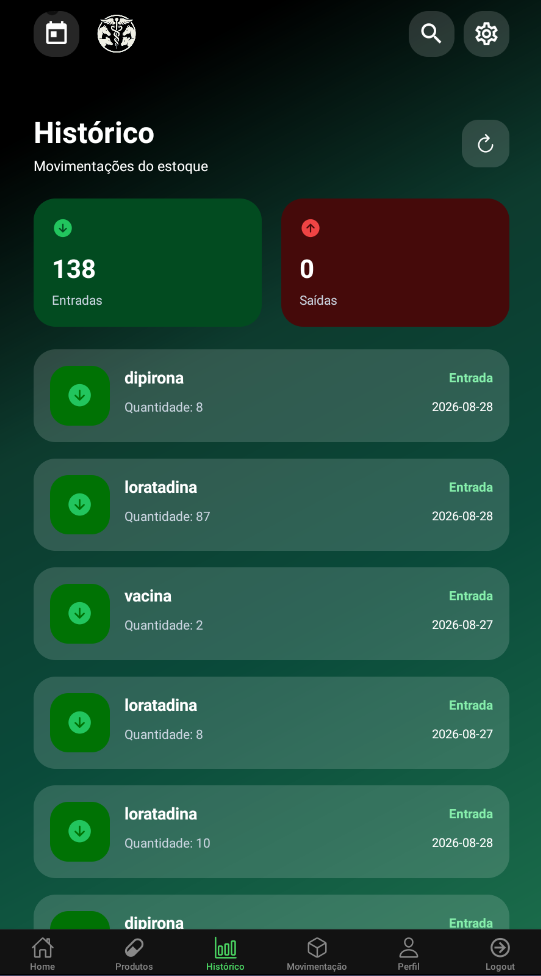 Histórico
Movimentações do estoque
138
Entradas
0
Saídas
dipirona
Entrada
Quantidade: 8
2026-08-28
loratadina
Entrada
Quantidade: 87
2026-08-28
vacina
Entrada
Quantidade: 2
2026-08-27
loratadina
Entrada
Quantidade: 8
2026-08-27
loratadina
Entrada
Quantidade: 10
2026-08-28
dipirona
Entrada
Home
Produtos
Histórico
Movimentação
Perfil
Logout